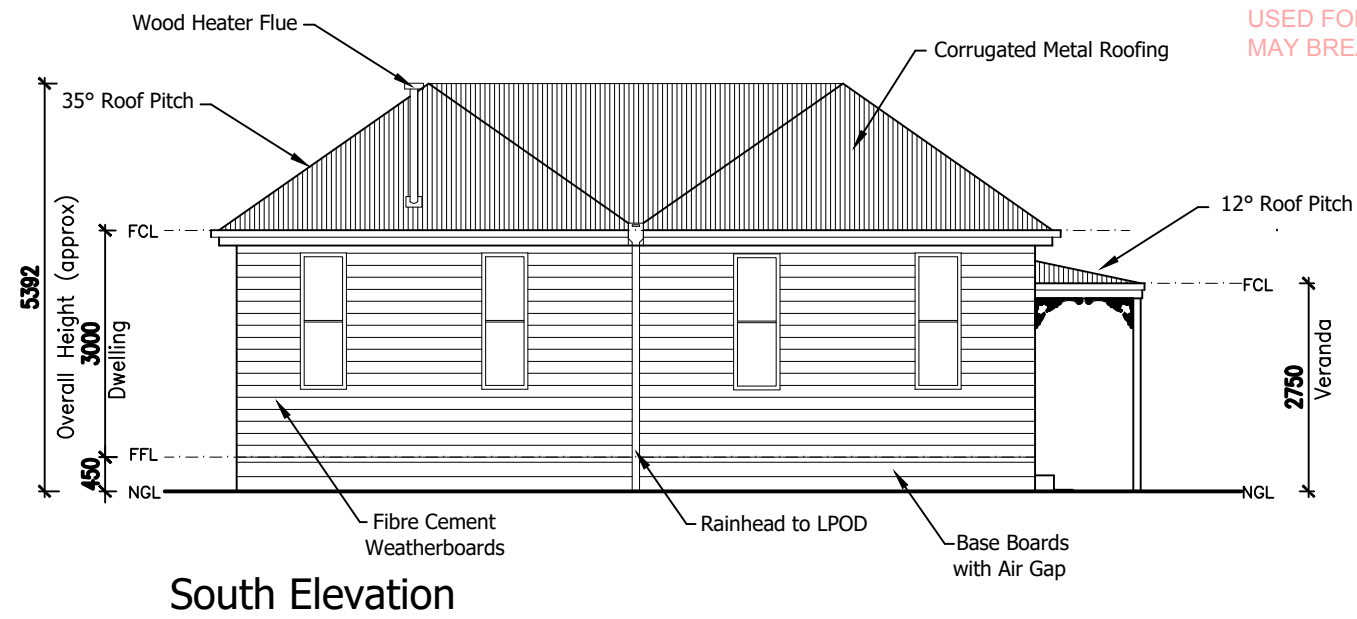 USED FOR
MAY BREA
Wood Heater Flue
Corrugated Metal Roofing
35° Roof Pitch
12° Roof Pitch
FCL
FCL
5392
Overall Height (approx)
3000
Dwelling
2750
Veranda
FFL
450
NGL
NGL
Fibre Cement
Weatherboards
Rainhead to LPOD
Base Boards
with Air Gap
South Elevation